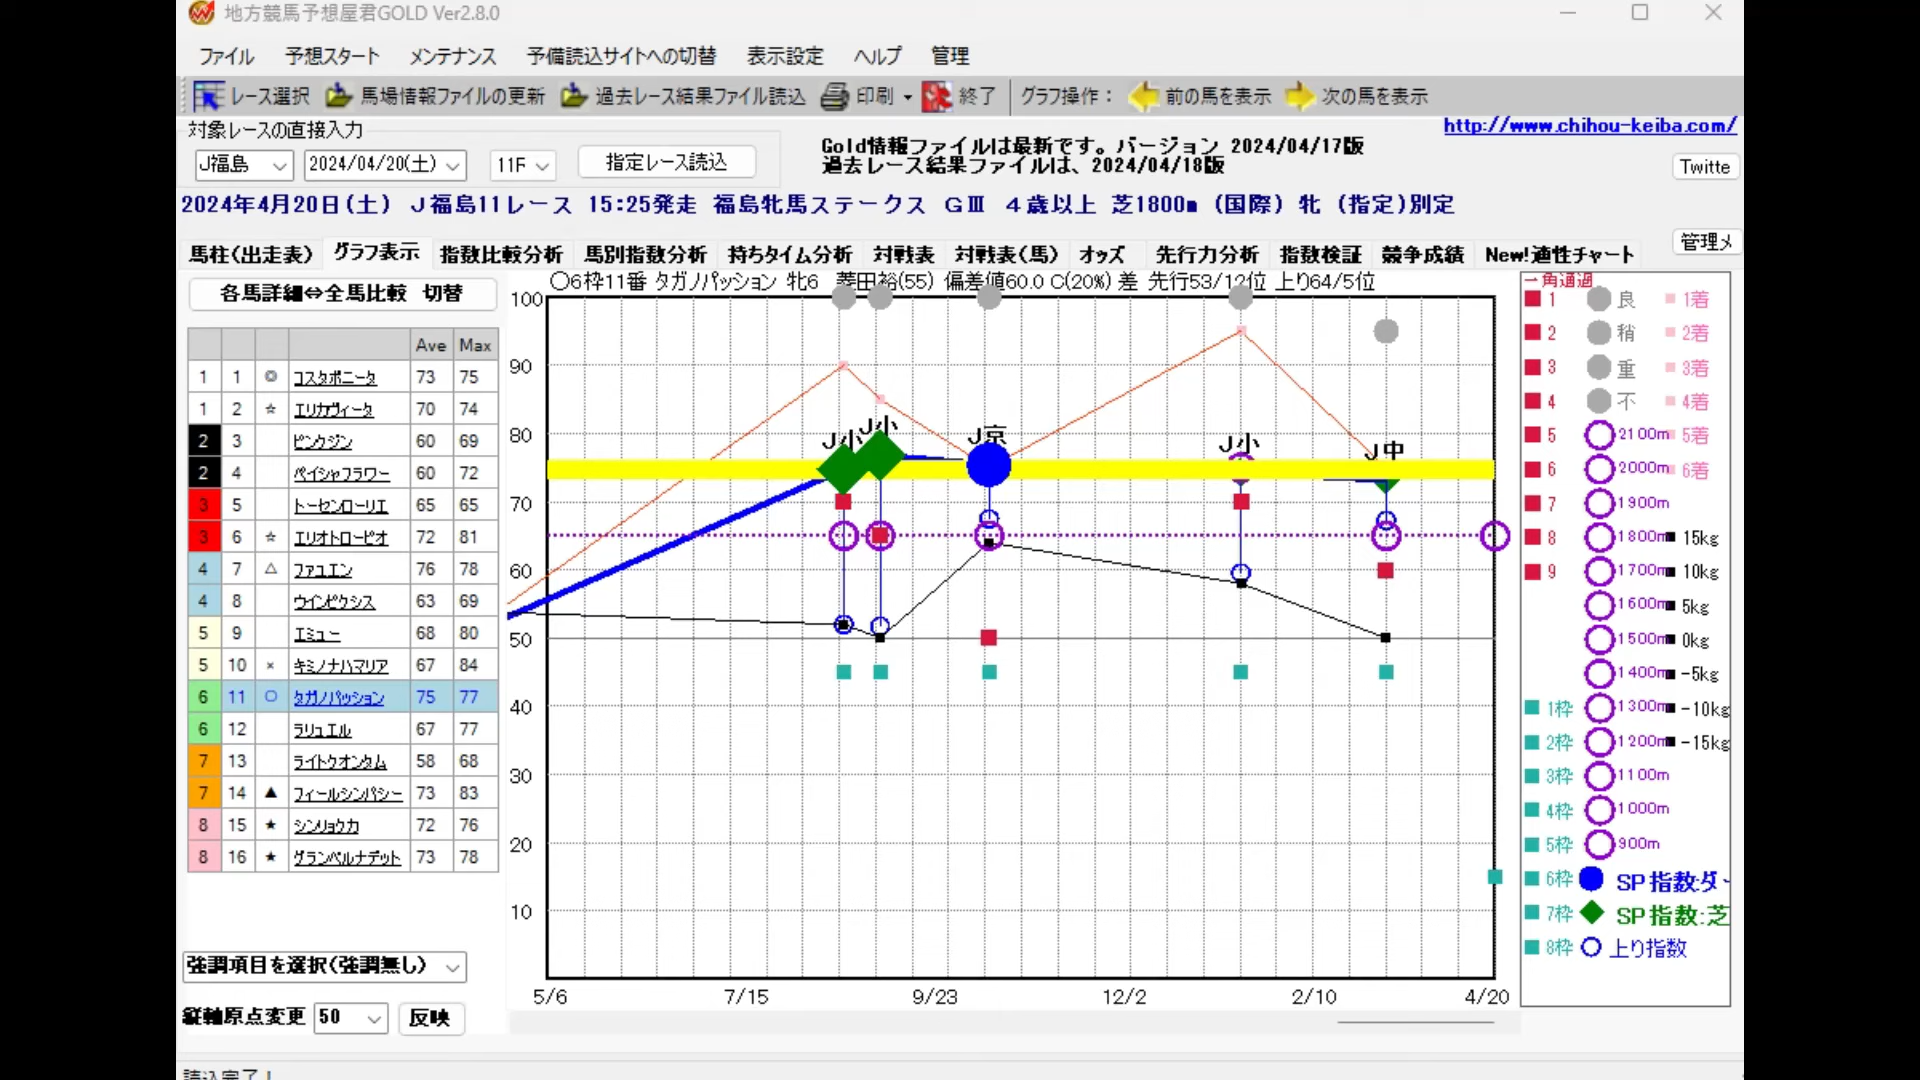 地方競馬予想屋君GOLD Ver2.8.0
ファイル 予想スタート メンテナンス 予備読込サイトへの切替 表示設定 ヘルプ 管理
レース選択 馬場情報ファイルの更新 過去レース結果ファイル読込 印刷 終了 グラフ操作： 前の馬を表示 次の馬を表示
対象レースの直接入力
http://www.chihou-keiba.com/
J福島 2024/04/20(土) 11R 指定レース読込
Gold情報ファイルは最新です。バージョン 2024/04/17版
過去レース結果ファイルは、2024/04/18版
Twitte
2024年4月20日(土) Ｊ福島11レース 15:25発走 福島牝馬ステークス ＧⅢ ４歳以上 芝1800m (国際) 牝 (指定)別定
管理メ
馬柱(出走表) グラフ表示 指数比較分析 馬別指数分析 持ちタイム分析 対戦表 対戦表(馬) オッズ 先行力分析 指数検証 競争成績 New!適性チャート
各馬詳細⇔全馬比較 切替
〇6枠11番 タガノパッション 牝6 菱田裕(55) 偏差値60.0 C(20%) 差 先行53/12位 上り64/5位
Ave Max
1 1 ◎ コスタボニータ 73 75
1 2 ☆ エリカヴィータ 70 74
2 3 ピンクジン 60 69
2 4 ペイシャフラワー 60 72
3 5 トーセンローリエ 65 65
3 6 ☆ エリオトローピオ 72 81
4 7 △ ファユエン 76 78
4 8 ウインピクシス 63 69
5 9 エミュー 68 80
5 10 × キミノナハマリア 67 84
6 11 〇 タガノパッション 75 77
6 12 ラリュエル 67 77
7 13 ライトクオンタム 58 68
7 14 ▲ フィールシンパシー 73 83
8 15 ★ シンリョクカ 72 76
8 16 ★ グランベルナデット 73 78
強調項目を選択(強調無し)
縦軸原点変更 50 反映
100
90
80
70
60
50
40
30
20
10
J小
J小
J京
J小
J中
5/6 7/15 9/23 12/2 2/10 4/20
一角通過
1 良 1着
2 稍 2着
3 重 3着
4 不 4着
5 2100m 5着
6 2000m 6着
7 1900m
8 1800m 15kg
9 1700m 10kg
1600m 5kg
1500m 0kg
1400m -5kg
1枠 1300m -10kg
2枠 1200m -15kg
3枠 1100m
4枠 1000m
5枠 900m
6枠 SP指数:ダ
7枠 SP指数:芝
8枠 上り指数
読込完了！